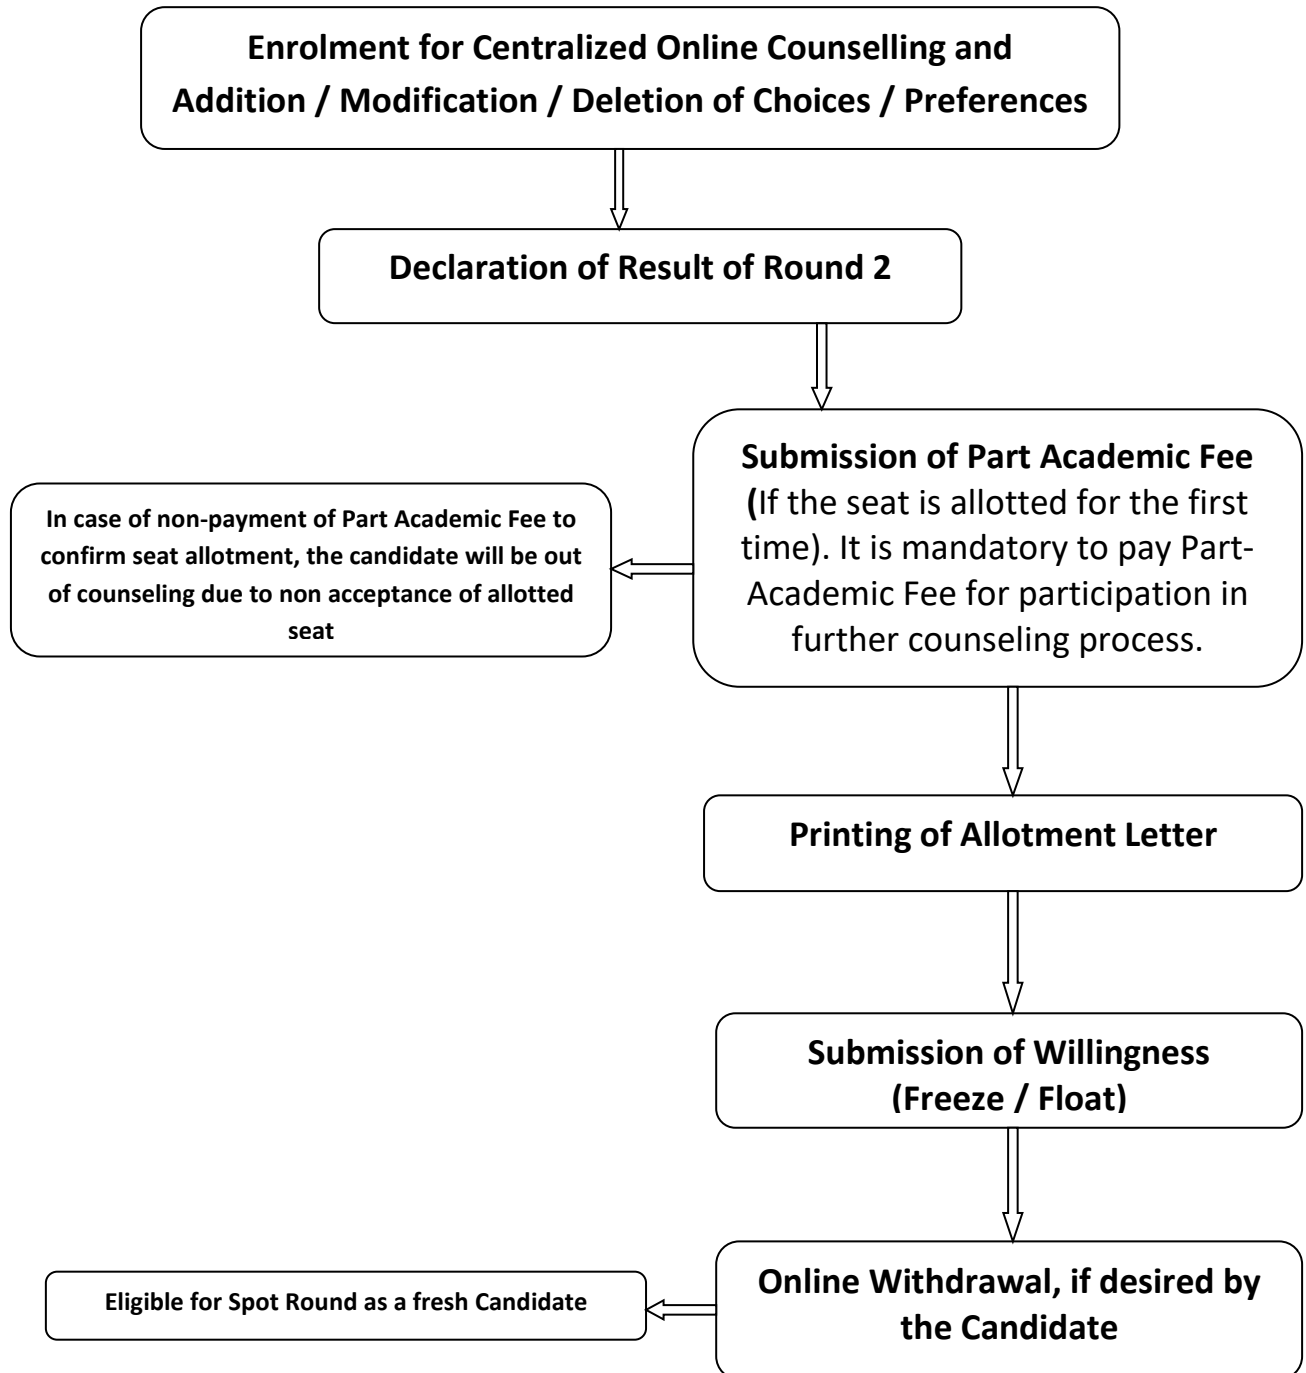 Enrolment for Centralized Online Counselling and
Addition / Modification / Deletion of Choices / Preferences
Declaration of Result of Round 2
Submission of Part Academic Fee
(If the seat is allotted for the first
time). It is mandatory to pay Part-
Academic Fee for participation in
further counseling process.
In case of non-payment of Part Academic Fee to
confirm seat allotment, the candidate will be out
of counseling due to non acceptance of allotted
seat
Printing of Allotment Letter
Submission of Willingness
(Freeze / Float)
Online Withdrawal, if desired by
the Candidate
Eligible for Spot Round as a fresh Candidate